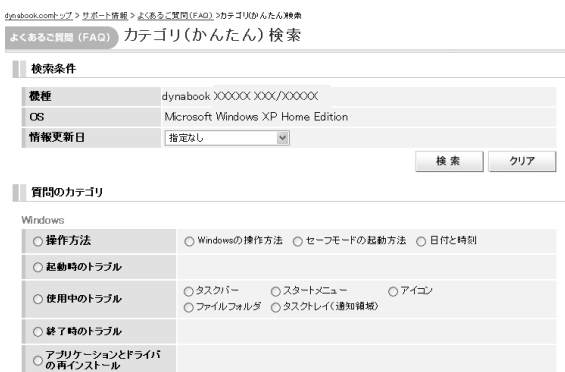 dynabook.comトップ > サポート情報 > よくあるご質問(FAQ) >カテゴリ(かんたん)検索
よくあるご質問 (FAQ) カテゴリ(かんたん) 検索
検索条件
機種 dynabook XXXXX XXX/XXXXX
OS Microsoft Windows XP Home Edition
情報更新日 指定なし
検索 クリア
質問のカテゴリ
Windows
操作方法 Windowsの操作方法 セーフモードの起動方法 日付と時刻
起動時のトラブル
使用中のトラブル タスクバー スタートメニュー アイコン
ファイルフォルダ タスクトレイ(通知領域)
終了時のトラブル
アプリケーションとドライバ
の再インストール